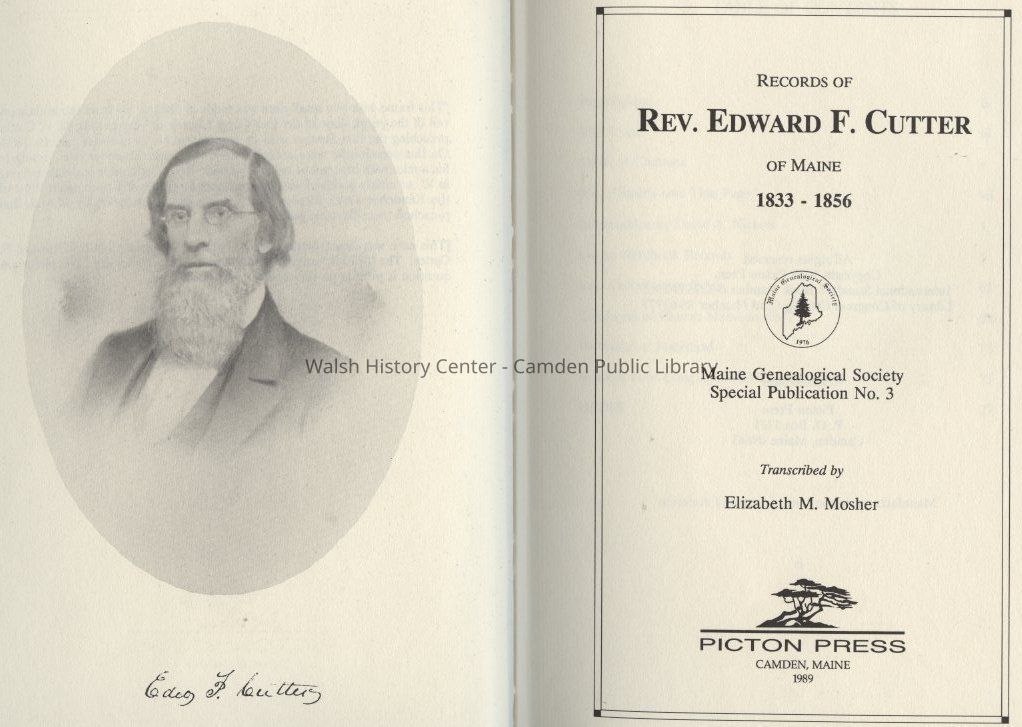 Edwd F. Cutter
RECORDS OF
REV. EDWARD F. CUTTER
OF MAINE
1833 - 1856
Maine Genealogical Society
1976
Walsh History Center - Camden Public Library
Maine Genealogical Society
Special Publication No. 3
Transcribed by
Elizabeth M. Mosher
PICTON PRESS
CAMDEN, MAINE
1989